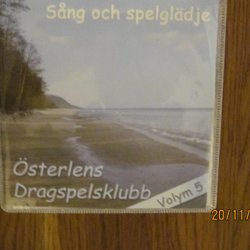 Sång och spelglädje
Österlens
Dragspelsklubb
Volym 5
20/11